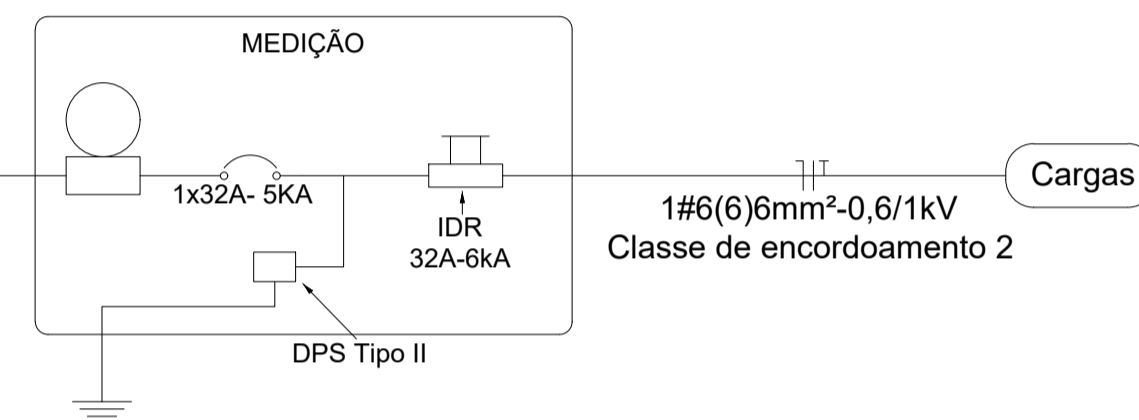 MEDIÇÃO
1x32A- 5KA
IDR
32A-6kA
DPS Tipo II
1#6(6)6mm²-0,6/1kV
Classe de encordoamento 2
Cargas